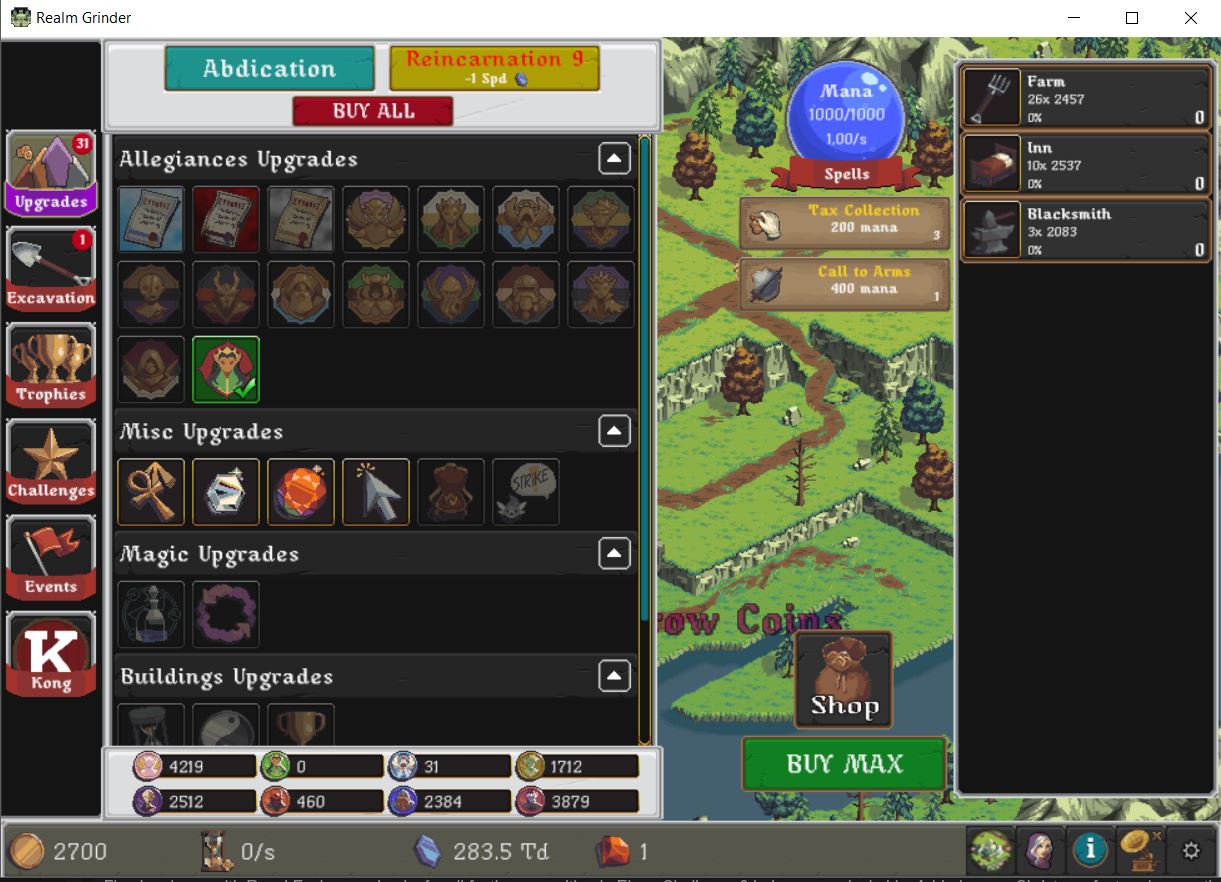 Realm Grinder
Abdication
Reincarnation 9
-1 Spd
BUY ALL
31
Upgrades
1
Excavation
Trophies
Challenges
Events
K
Kong
Allegiances Upgrades
Misc Upgrades
STRIKE
Magic Upgrades
Buildings Upgrades
4219
0
31
1712
2512
460
2384
3879
Mana
1000/1000
1,00/s
Spells
Tax Collection
200 mana
3
Call to Arms
400 mana
1
Coins
Shop
BUY MAX
Farm
26x 2457
0%
0
Inn
10x 2537
0%
0
Blacksmith
3x 2083
0%
0
2700
0/s
283.5 Td
1